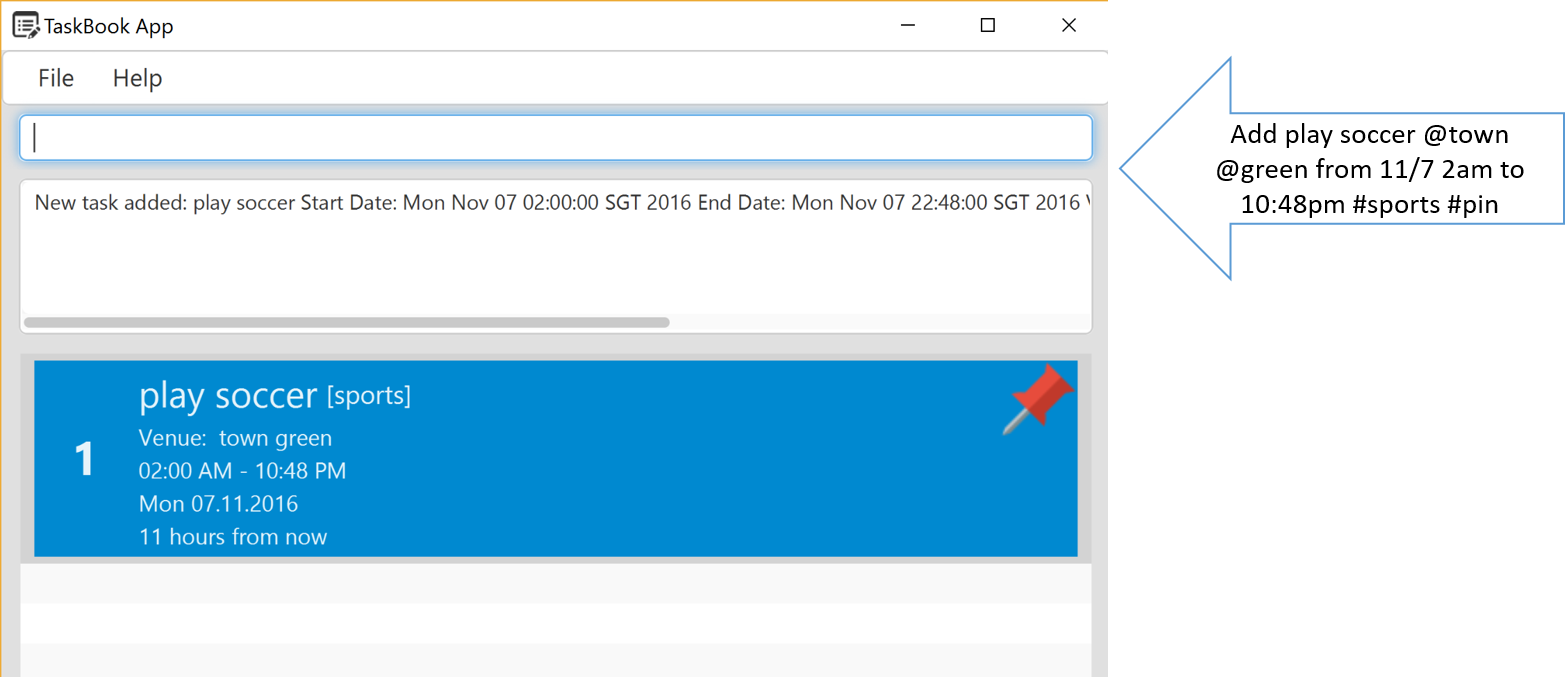 TaskBook App
File Help
New task added: play soccer Start Date: Mon Nov 07 02:00:00 SGT 2016 End Date: Mon Nov 07 22:48:00 SGT 2016
Add play soccer @town
@green from 11/7 2am to
10:48pm #sports #pin
play soccer [sports]
1
Venue: town green
02:00 AM - 10:48 PM
Mon 07.11.2016
11 hours from now